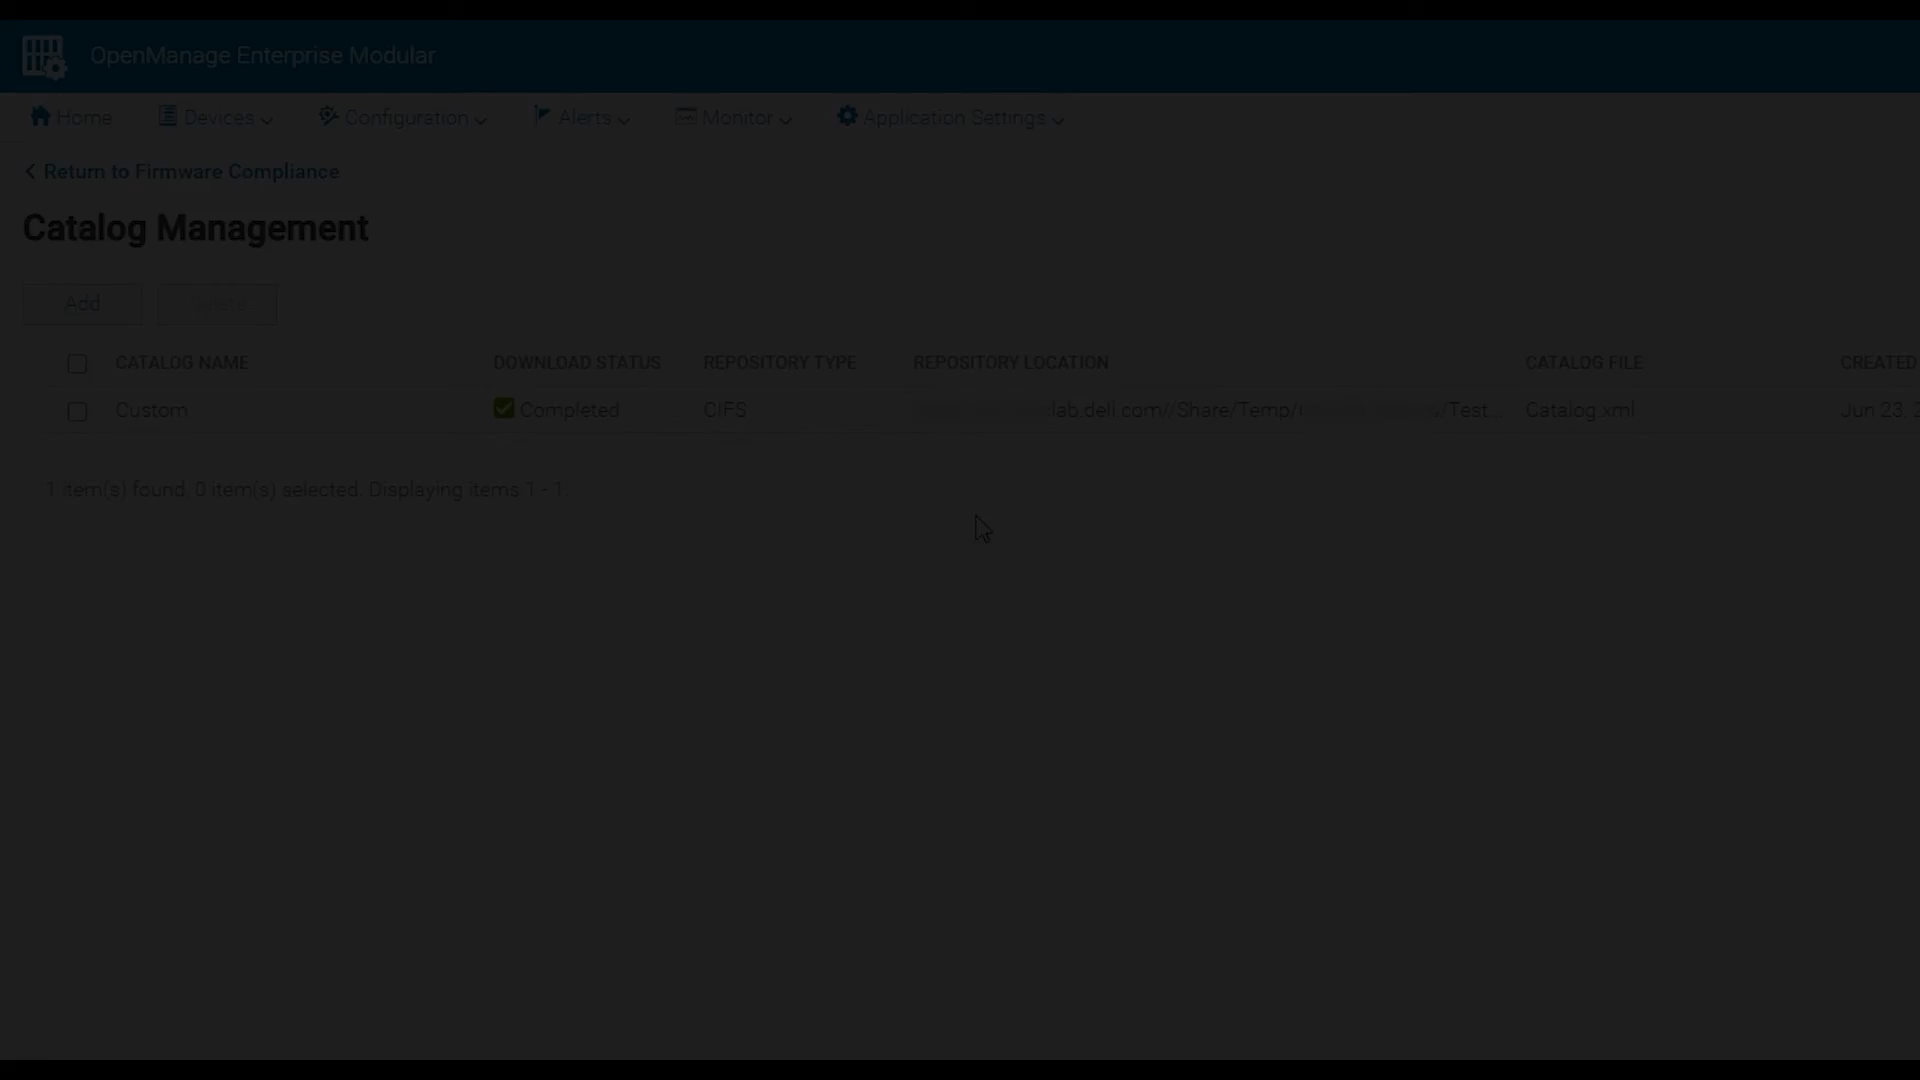 OpenManage Enterprise Modular
Home Devices Configuration Alerts Monitor Application Settings
Return to Firmware Compliance
Catalog Management
Add Delete
CATALOG NAME DOWNLOAD STATUS REPOSITORY TYPE REPOSITORY LOCATION CATALOG FILE CREATED
Custom Completed CIFS lab.dell.com//Share/Temp/ /Test... Catalog.xml Jun 23,
1 item(s) found, 0 item(s) selected. Displaying items 1 - 1